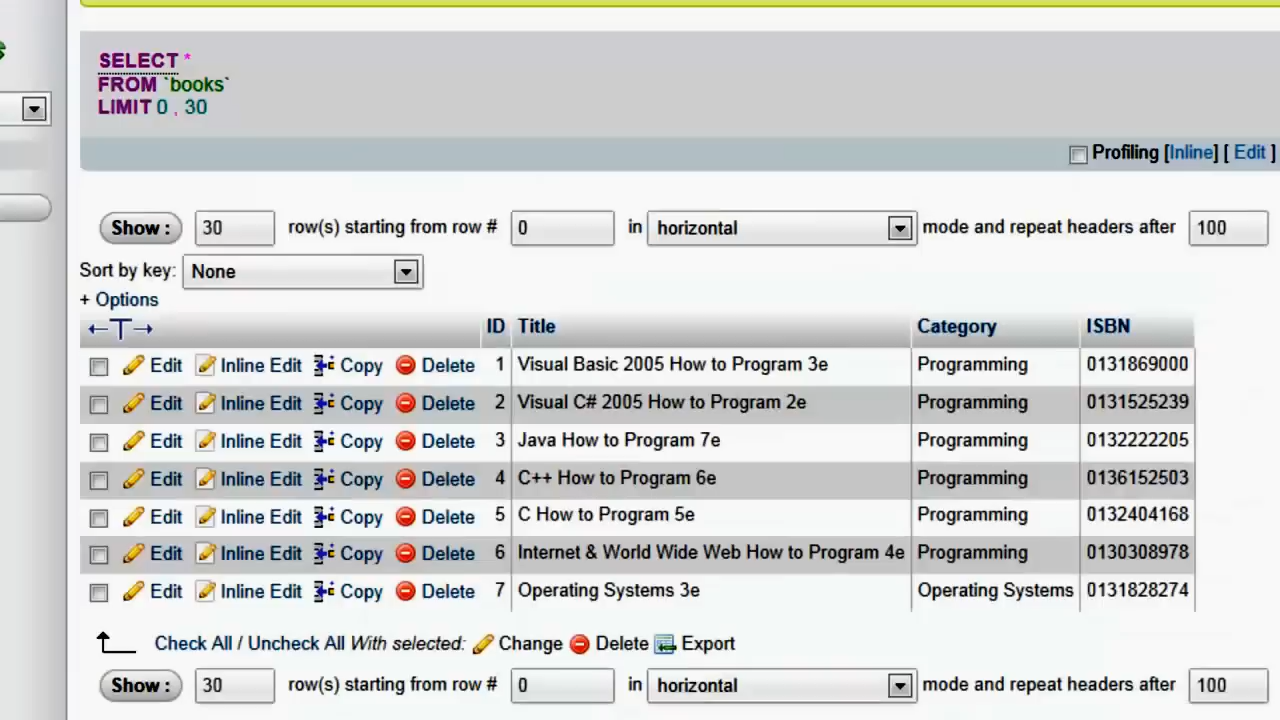 SELECT *
FROM `books`
LIMIT 0 , 30
Profiling [Inline] [ Edit ]
Show : 30 row(s) starting from row # 0 in horizontal mode and repeat headers after 100
Sort by key: None
+ Options
←T→ ID Title Category ISBN
Edit Inline Edit Copy Delete 1 Visual Basic 2005 How to Program 3e Programming 0131869000
Edit Inline Edit Copy Delete 2 Visual C# 2005 How to Program 2e Programming 0131525239
Edit Inline Edit Copy Delete 3 Java How to Program 7e Programming 0132222205
Edit Inline Edit Copy Delete 4 C++ How to Program 6e Programming 0136152503
Edit Inline Edit Copy Delete 5 C How to Program 5e Programming 0132404168
Edit Inline Edit Copy Delete 6 Internet & World Wide Web How to Program 4e Programming 0130308978
Edit Inline Edit Copy Delete 7 Operating Systems 3e Operating Systems 0131828274
Check All / Uncheck All With selected: Change Delete Export
Show : 30 row(s) starting from row # 0 in horizontal mode and repeat headers after 100